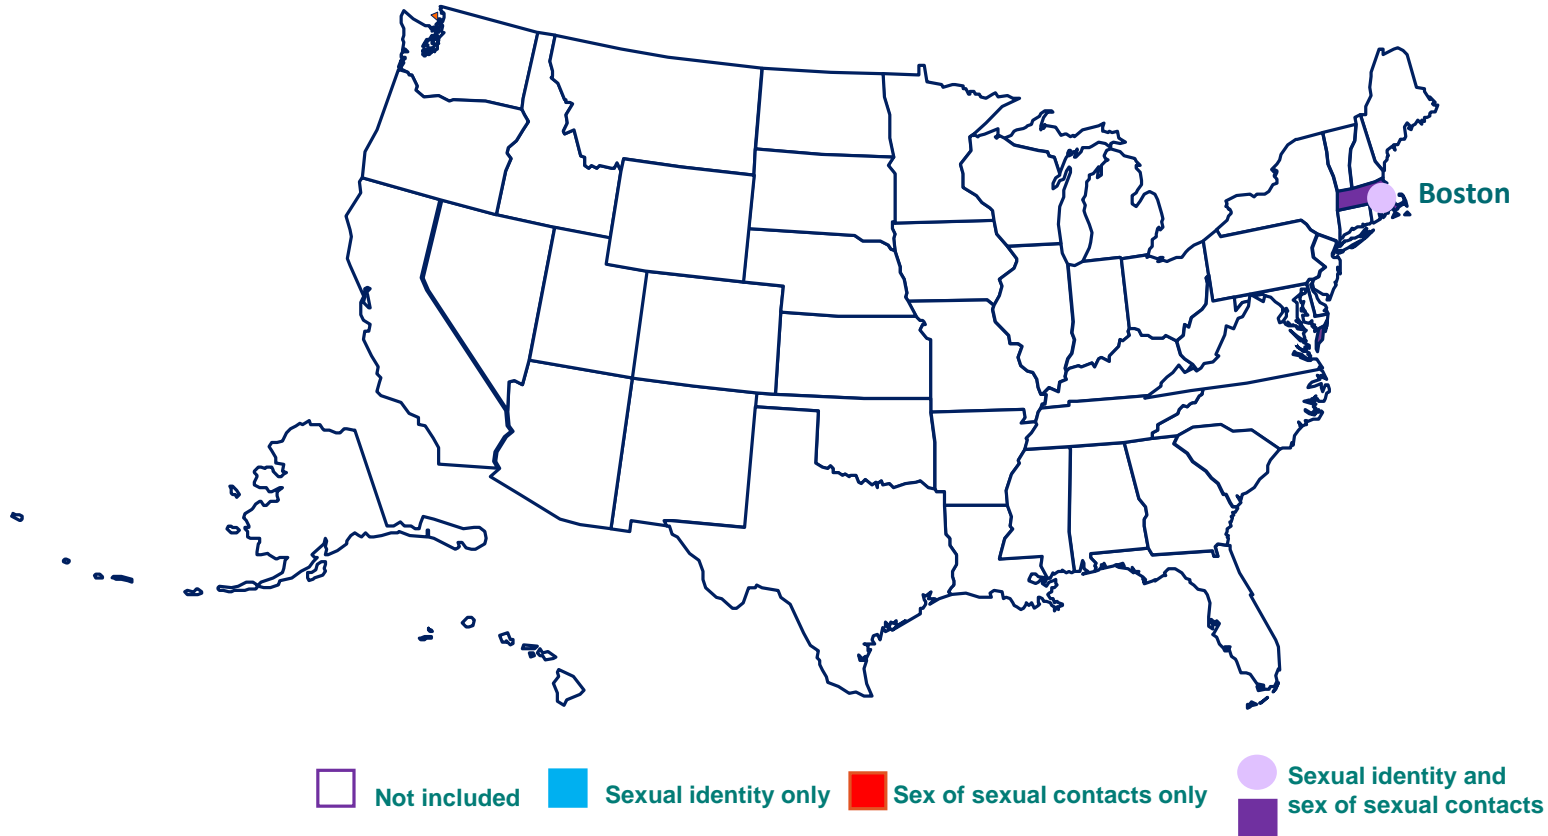 Boston
Not included
Sexual identity only
Sex of sexual contacts only
Sexual identity and
sex of sexual contacts